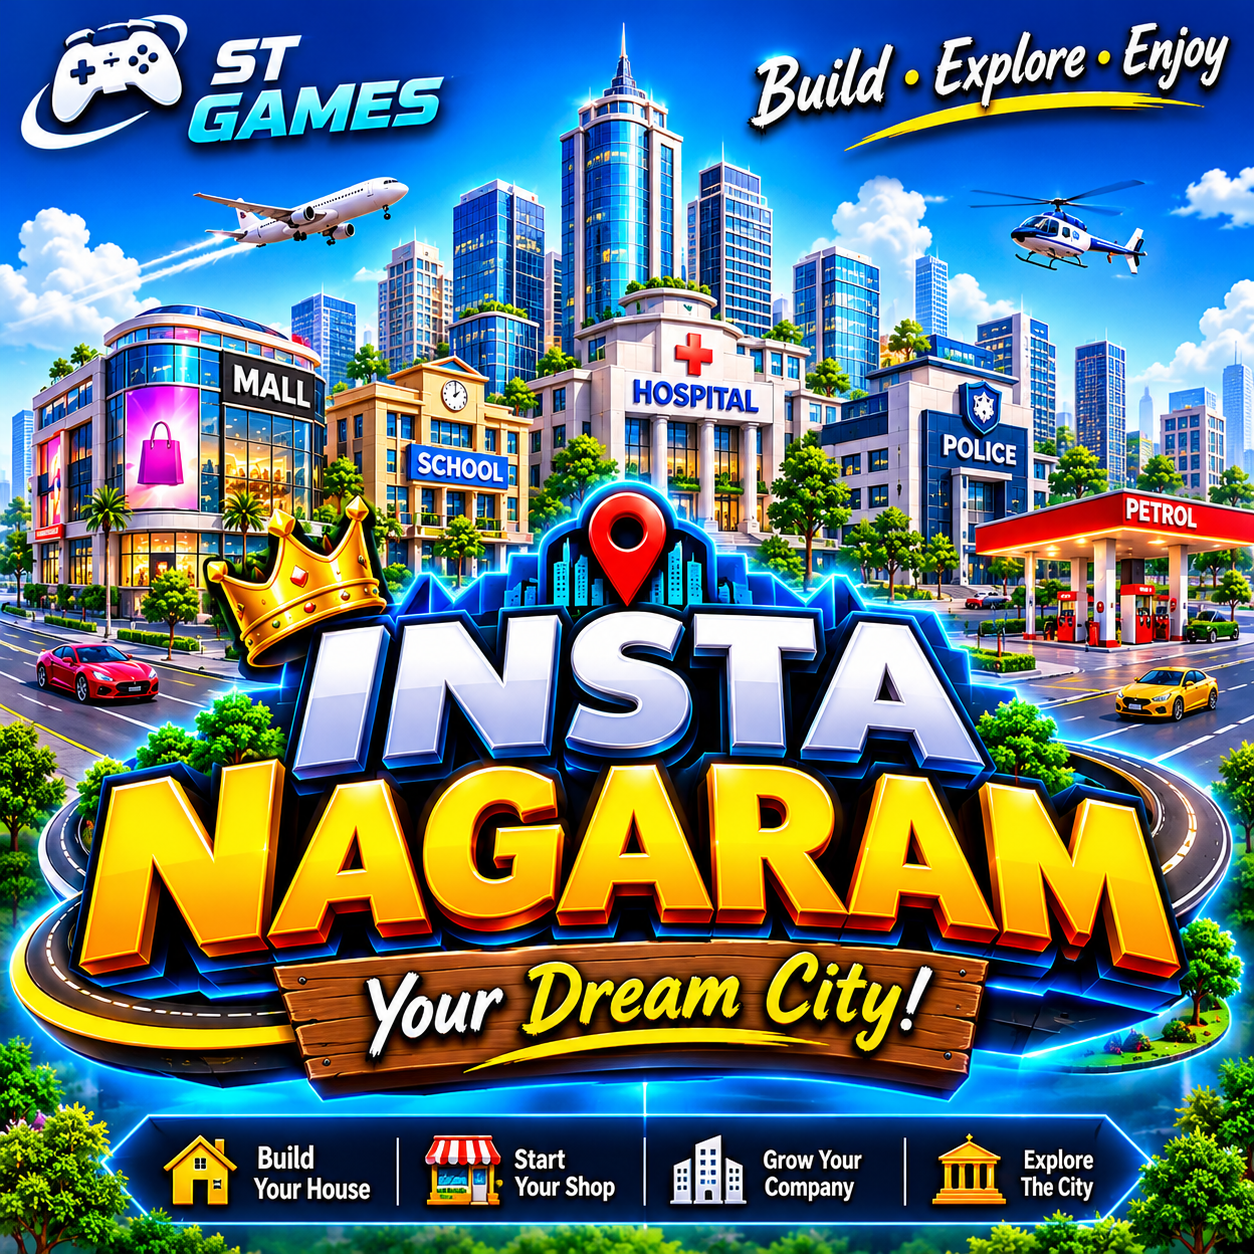 ST
GAMES
Build • Explore • Enjoy
MALL
SCHOOL
HOSPITAL
POLICE
PETROL
INSTA
NAGARAM
Your Dream City!
Build
Your House
Start
Your Shop
Grow Your
Company
Explore
The City